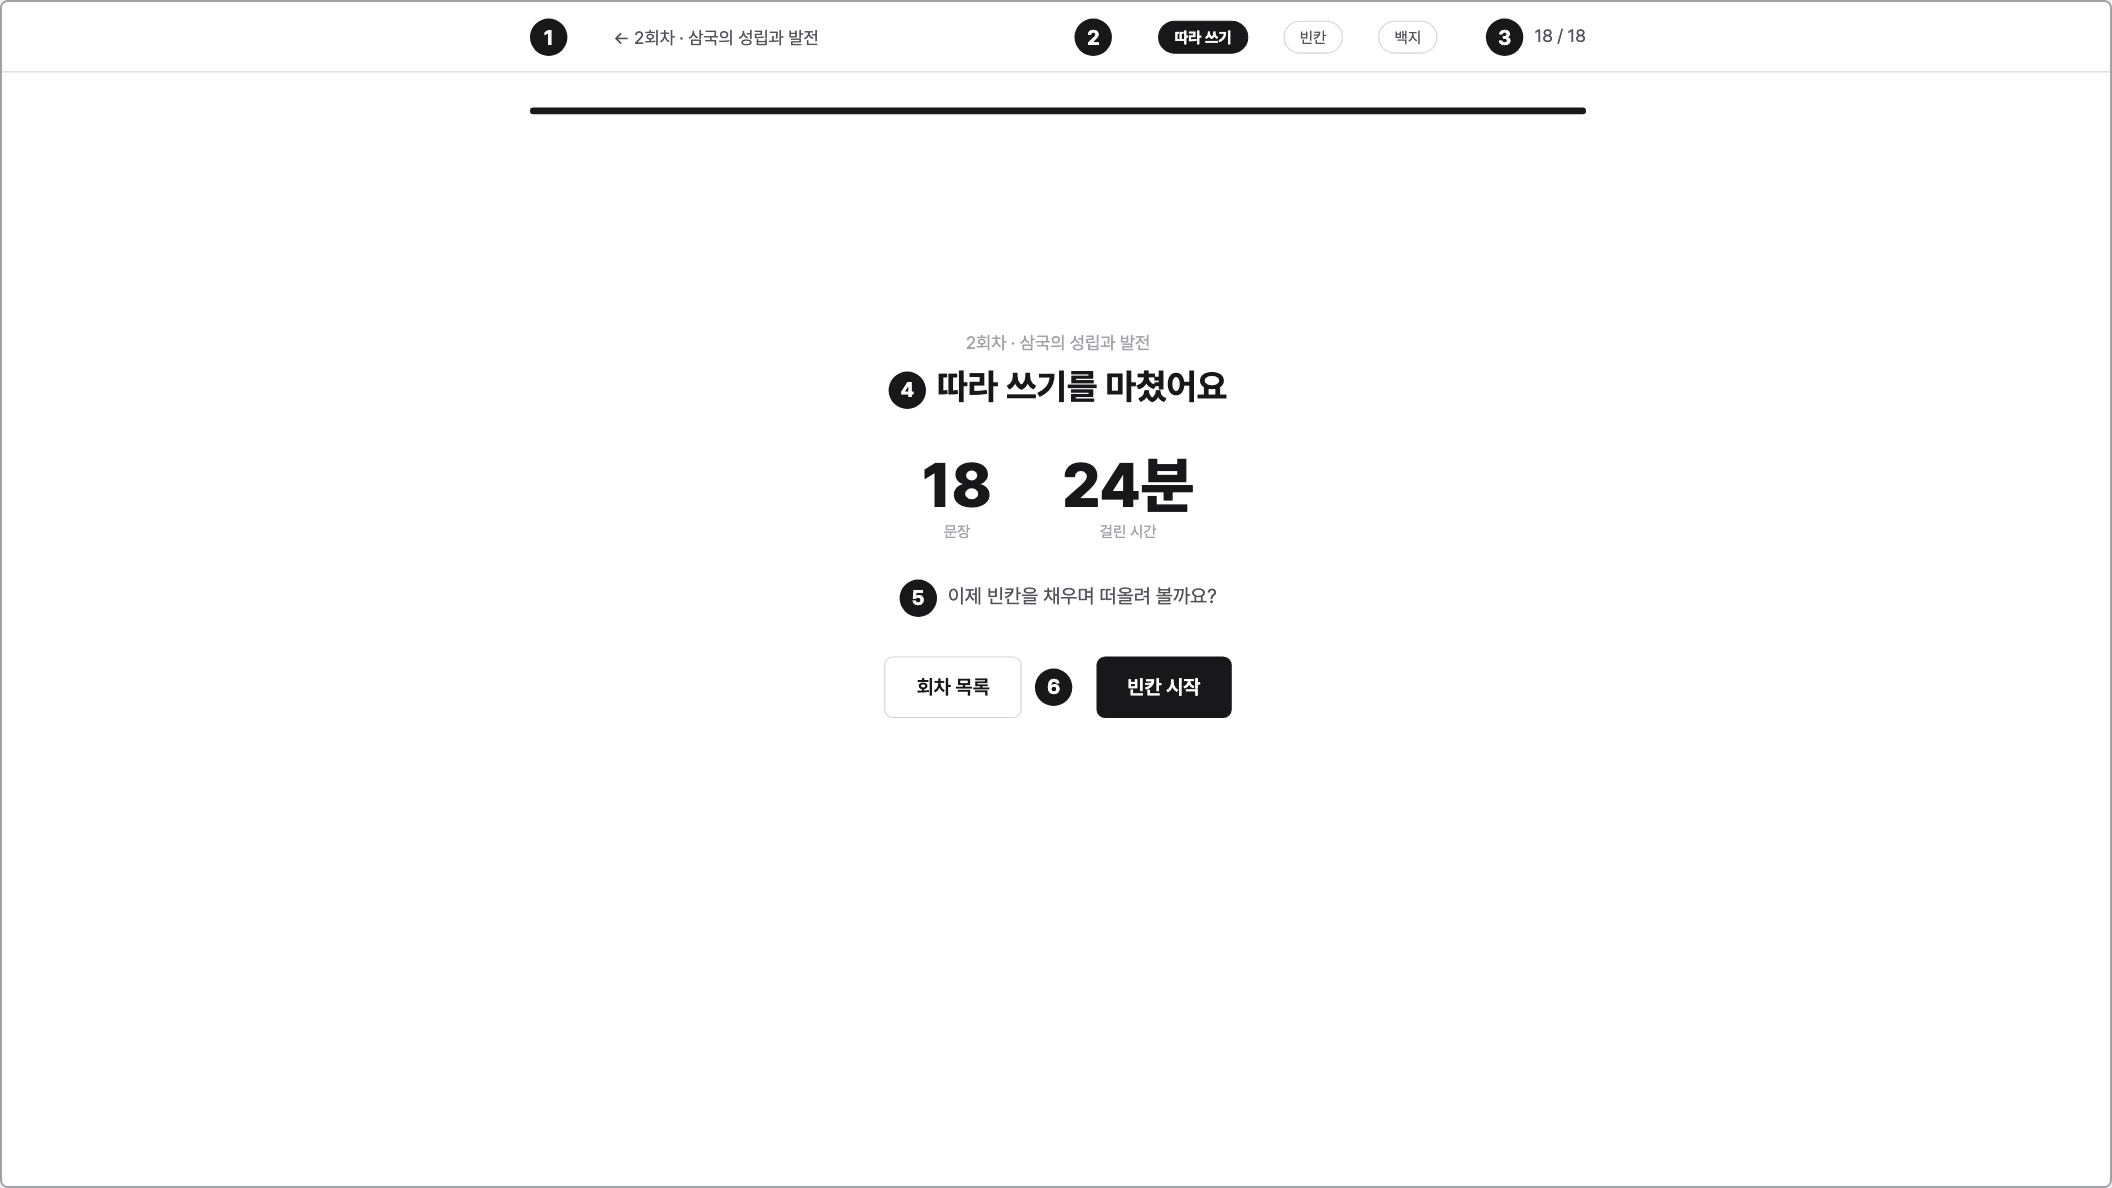 1 ← 2회차 · 삼국의 성립과 발전 2 따라 쓰기 빈칸 백지 3 18 / 18
2회차 · 삼국의 성립과 발전
4 따라 쓰기를 마쳤어요
18 24분
문장 걸린 시간
5 이제 빈칸을 채우며 떠올려 볼까요?
회차 목록 6 빈칸 시작